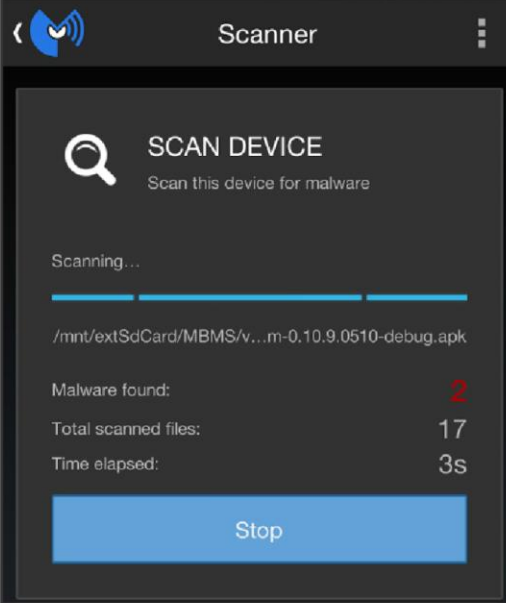 Scanner
SCAN DEVICE
Scan this device for malware
Scanning...
/mnt/extSdCard/MBMS/v...m-0.10.9.0510-debug.apk
Malware found: 2
Total scanned files: 17
Time elapsed: 3s
Stop